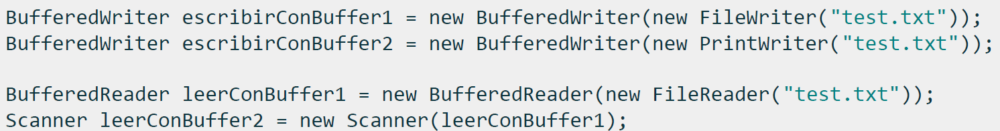 BufferedWriter escribirConBuffer1 = new BufferedWriter(new FileWriter("test.txt"));
BufferedWriter escribirConBuffer2 = new BufferedWriter(new PrintWriter("test.txt"));
BufferedReader leerConBuffer1 = new BufferedReader(new FileReader("test.txt"));
Scanner leerConBuffer2 = new Scanner(leerConBuffer1);